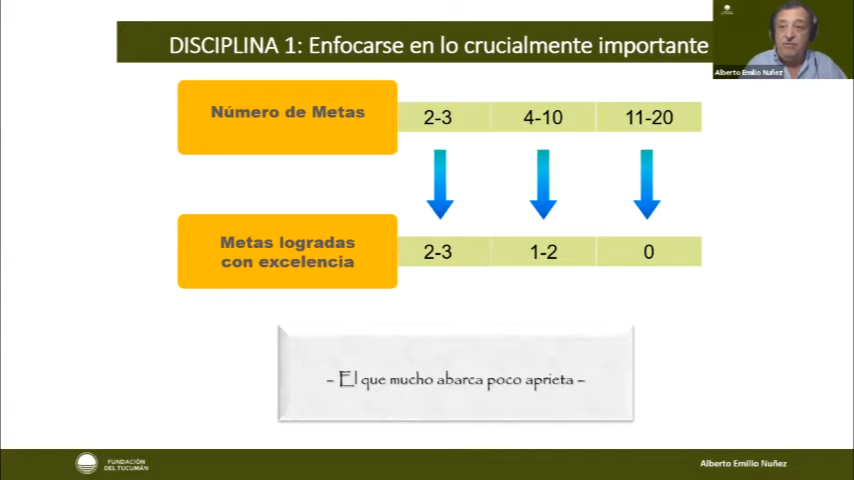 DISCIPLINA 1: Enfocarse en lo crucialmente importante
Alberto Emilio Nuñez
Número de Metas
2-3
4-10
11-20
Metas logradas
con excelencia
2-3
1-2
0
– El que mucho abarca poco aprieta –
FUNDACIÓN
DEL TUCUMÁN
Alberto Emilio Nuñez